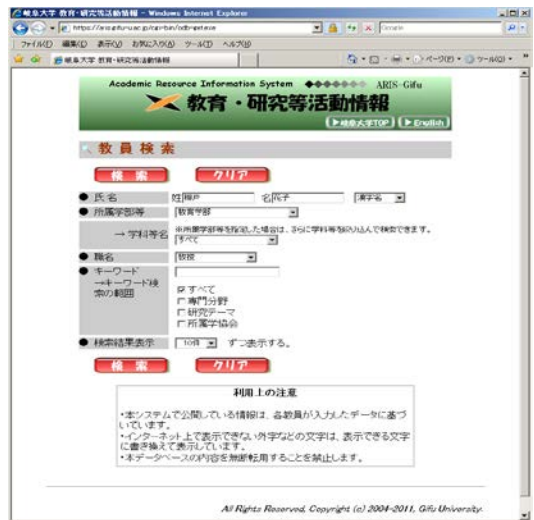 岐阜大学 教育・研究等活動情報 - Windows Internet Explorer
ファイル(F) 編集(E) 表示(V) お気に入り(A) ツール(T) ヘルプ(H)
岐阜大学 教育・研究等活動情報
ページ(P) ツール(O)
Academic Resource Information System ◆◆◆◆◆◆ ARIS-Gifu
教育・研究等活動情報
▶岐阜大学TOP ▶English
教員検索
検索 クリア
● 氏名 姓 名 花子 漢字名
● 所属学部等 教育学部
※所属学部等を指定した場合は、さらに学科等を絞り込んで検索できます。
→ 学科等名 すべて
● 職名 教授
● キーワード
→キーワード検索の範囲
すべて
専門分野
研究テーマ
所属学協会
● 検索結果表示 10件 ずつ表示する。
検索 クリア
利用上の注意
・本システムで公開している情報は、各教員が入力したデータに基づ
いています。
・インターネット上で表示できない外字などの文字は、表示できる文字
に書き換えて表示しています。
・本データベースの内容を無断転用することを禁止します。
All Rights Reserved, Copyright (c) 2004-2011, Gifu University.